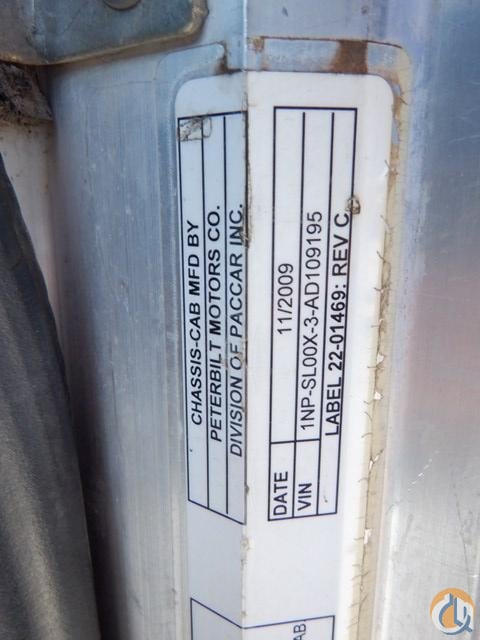 CHASSIS-CAB MFD BY
PETERBILT MOTORS CO.
DIVISION OF PACCAR INC.
DATE 11/2009
VIN 1NP-SL00X-3-AD109195
LABEL 22-01469: REV C
AB